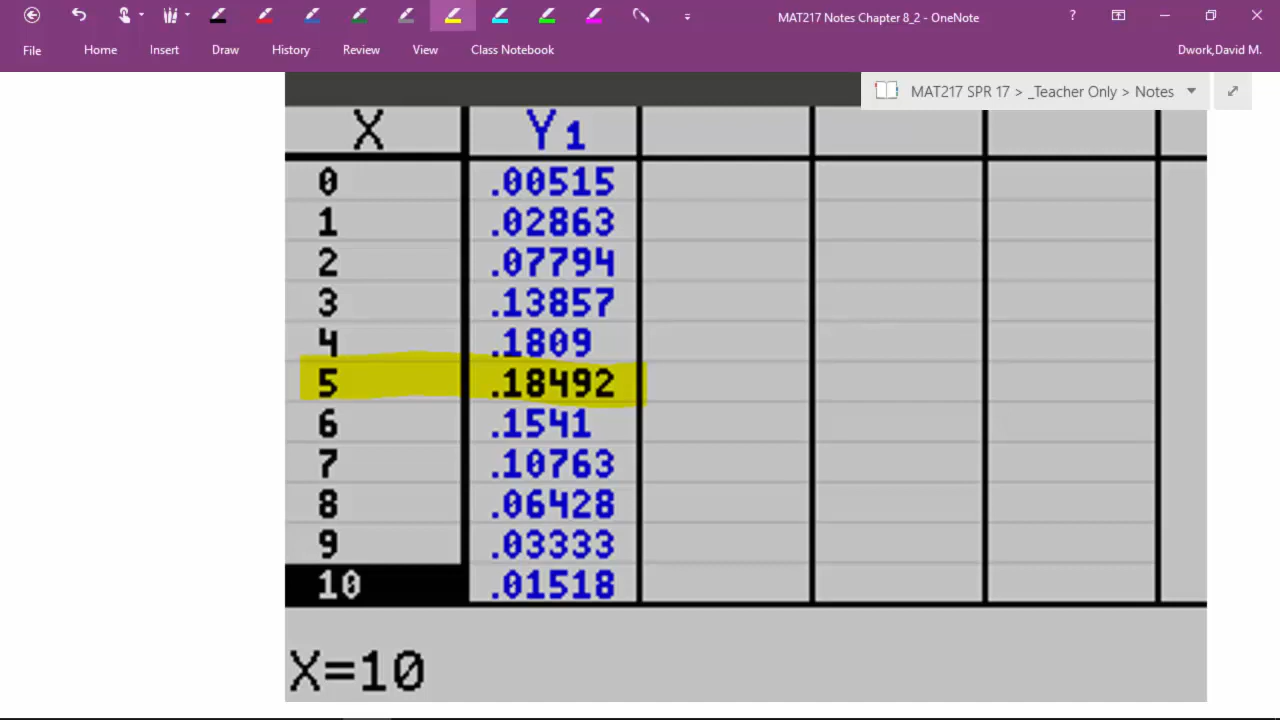 MAT217 Notes Chapter 8_2 - OneNote
?
File Home Insert Draw History Review View Class Notebook
Dwork,David M.
MAT217 SPR 17 > _Teacher Only > Notes
X Y1
0 .00515
1 .02863
2 .07794
3 .13857
4 .1809
5 .18492
6 .1541
7 .10763
8 .06428
9 .03333
10 .01518
X=10